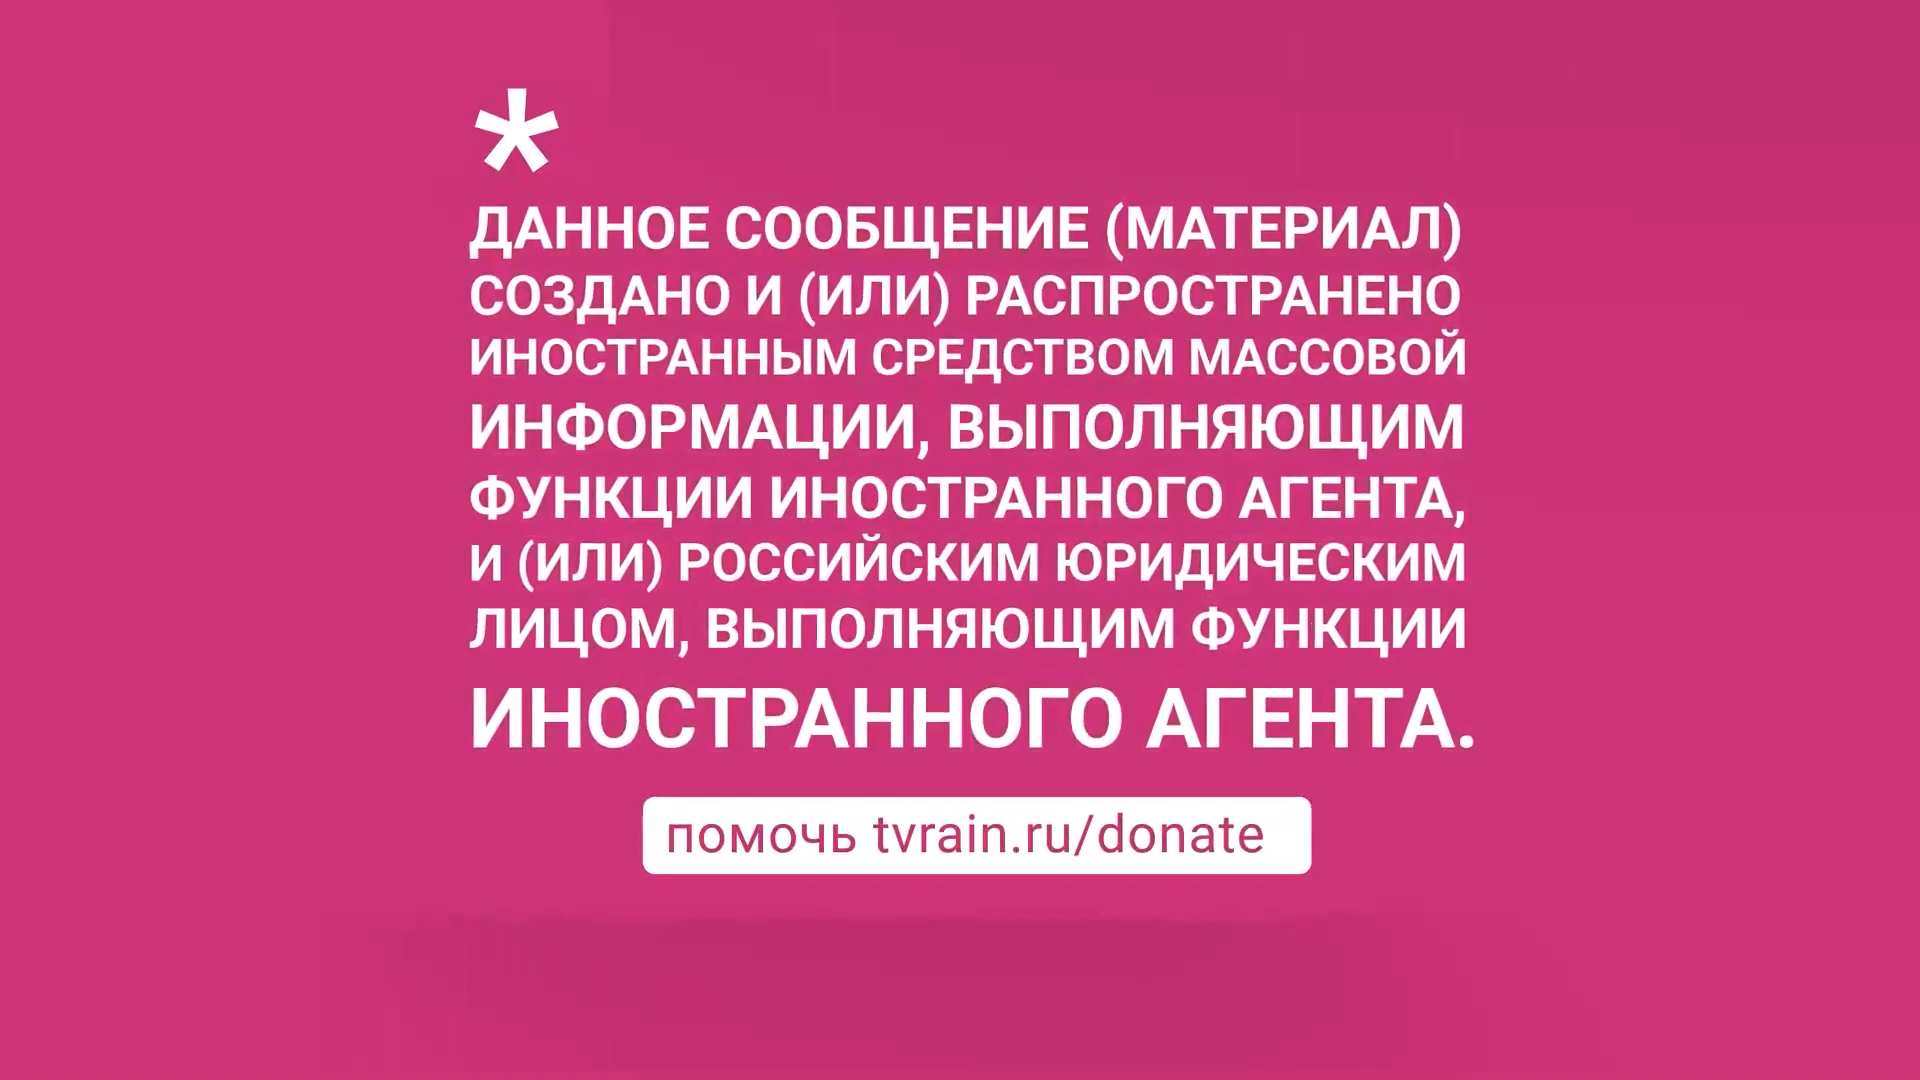 *
ДАННОЕ СООБЩЕНИЕ (МАТЕРИАЛ)
СОЗДАНО И (ИЛИ) РАСПРОСТРАНЕНО
ИНОСТРАННЫМ СРЕДСТВОМ МАССОВОЙ
ИНФОРМАЦИИ, ВЫПОЛНЯЮЩИМ
ФУНКЦИИ ИНОСТРАННОГО АГЕНТА,
И (ИЛИ) РОССИЙСКИМ ЮРИДИЧЕСКИМ
ЛИЦОМ, ВЫПОЛНЯЮЩИМ ФУНКЦИИ
ИНОСТРАННОГО АГЕНТА.
помочь tvrain.ru/donate